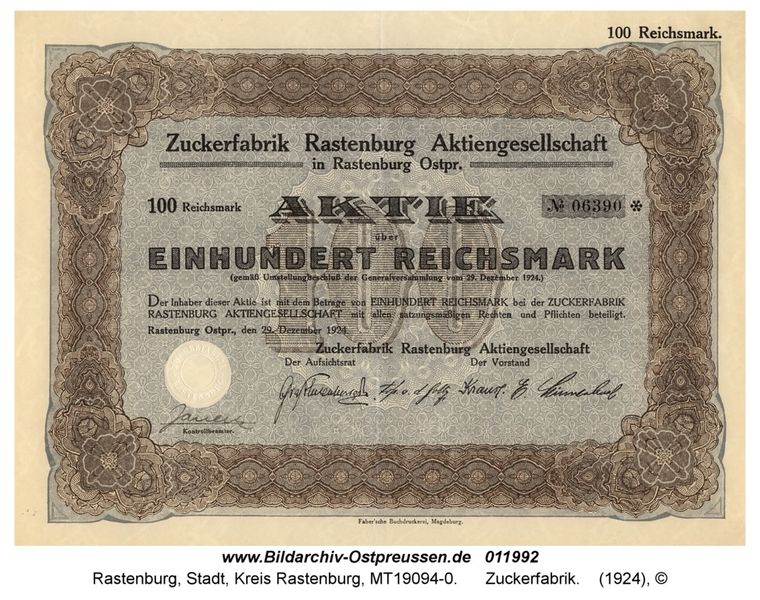 100 Reichsmark.
Zuckerfabrik Rastenburg Aktiengesellschaft
in Rastenburg Ostpr.
100 Reichsmark AKTIE № 06390 *
über
EINHUNDERT REICHSMARK
(gemäß Umstellungbeschluß der Generalversammlung vom 29. Dezember 1924.)
Der Inhaber dieser Aktie ist mit dem Betrage von EINHUNDERT REICHSMARK bei der ZUCKERFABRIK
RASTENBURG AKTIENGESELLSCHAFT mit allen satzungsmäßigen Rechten und Pflichten beteiligt.
Rastenburg Ostpr., den 29. Dezember 1924.
100
Zuckerfabrik Rastenburg Aktiengesellschaft
Der Aufsichtsrat Der Vorstand
Kontrollbeamter.
Faber'sche Buchdruckerei, Magdeburg.
www.Bildarchiv-Ostpreussen.de 011992
Rastenburg, Stadt, Kreis Rastenburg, MT19094-0. Zuckerfabrik. (1924), ©